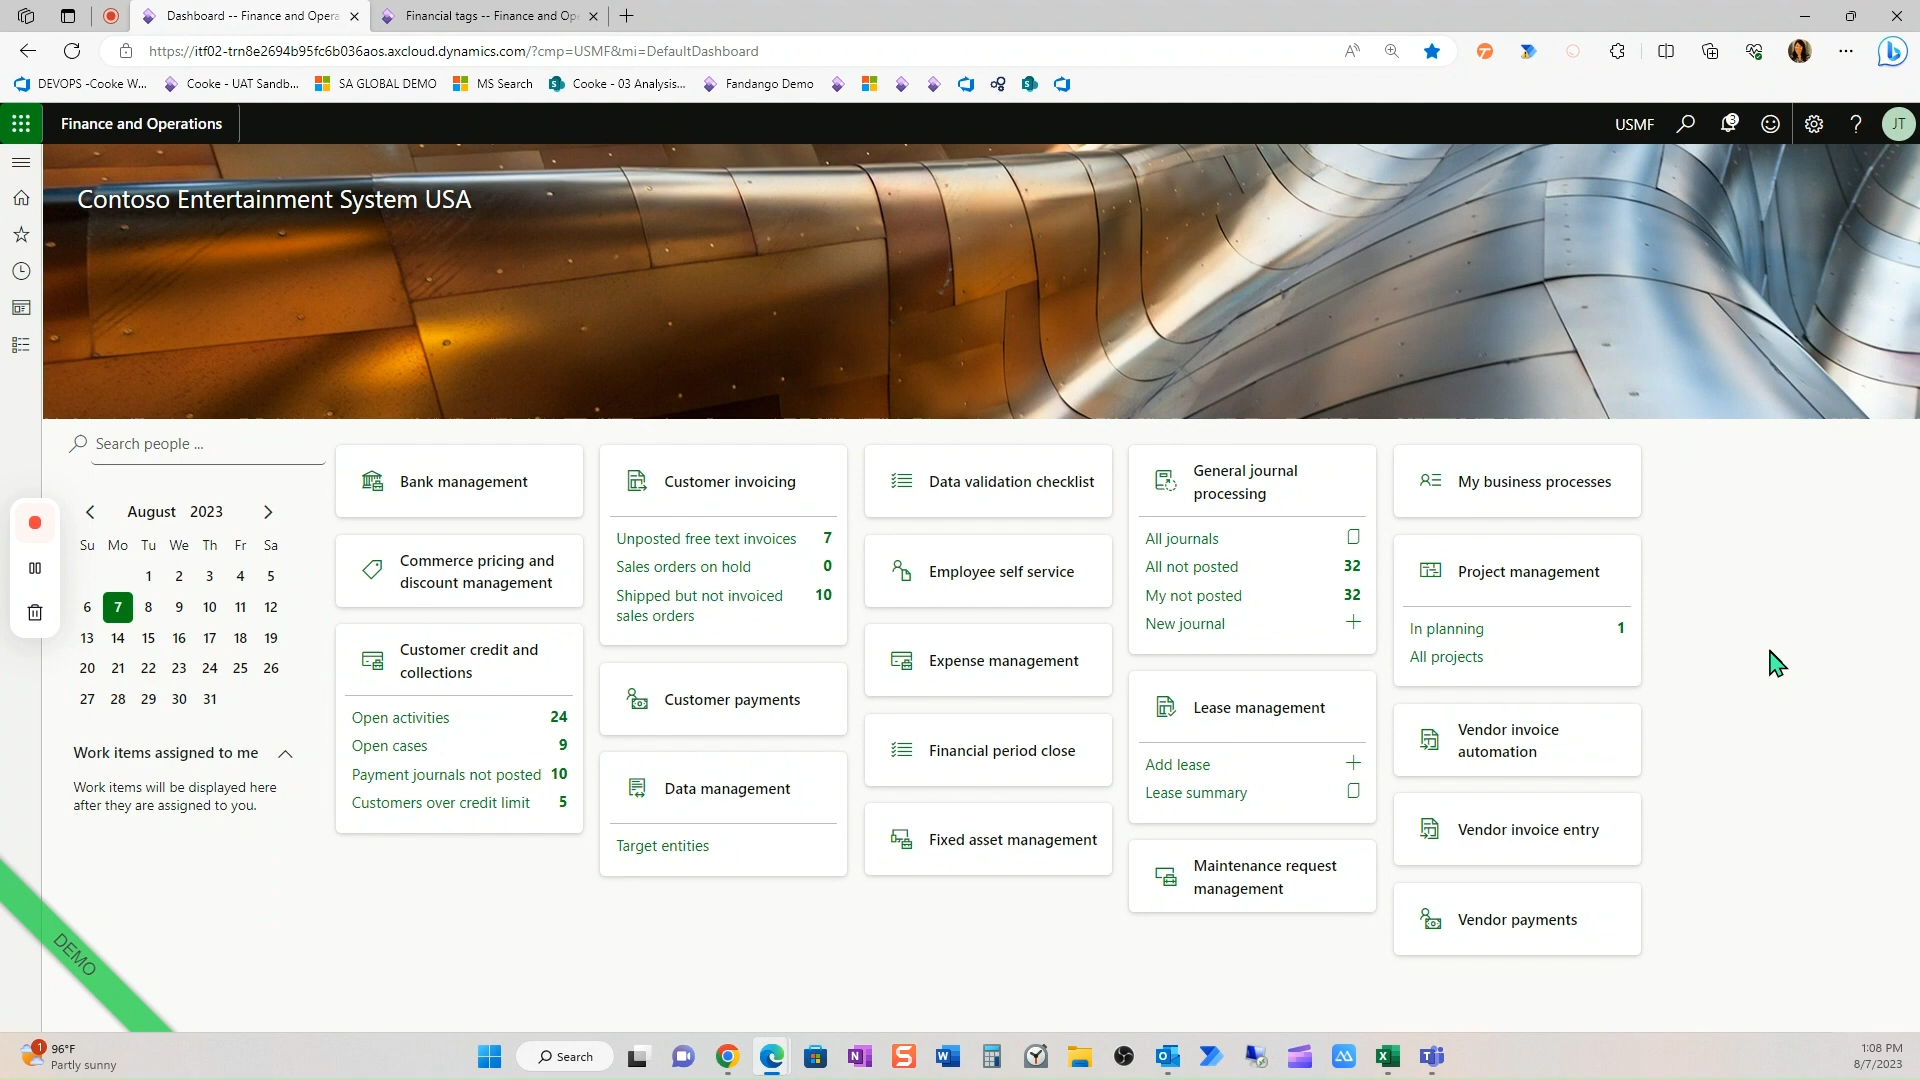 Dashboard -- Finance and Opera
Financial tags -- Finance and Op
https://itf02-trn8e2694b95fc6b036aos.axcloud.dynamics.com/?cmp=USMF&mi=DefaultDashboard
DEVOPS -Cooke W...
Cooke - UAT Sandb...
SA GLOBAL DEMO
MS Search
Cooke - 03 Analysis...
Fandango Demo
Finance and Operations
USMF
3
JT
Contoso Entertainment System USA
Search people ...
August 2023
Su Mo Tu We Th Fr Sa
1 2 3 4 5
6 7 8 9 10 11 12
13 14 15 16 17 18 19
20 21 22 23 24 25 26
27 28 29 30 31
Work items assigned to me
Work items will be displayed here
after they are assigned to you.
Bank management
Commerce pricing and
discount management
Customer credit and
collections
Open activities 24
Open cases 9
Payment journals not posted 10
Customers over credit limit 5
Customer invoicing
Unposted free text invoices 7
Sales orders on hold 0
Shipped but not invoiced 10
sales orders
Customer payments
Data management
Target entities
Data validation checklist
Employee self service
Expense management
Financial period close
Fixed asset management
General journal
processing
All journals
All not posted 32
My not posted 32
New journal
Lease management
Add lease
Lease summary
Maintenance request
management
My business processes
Project management
In planning 1
All projects
Vendor invoice
automation
Vendor invoice entry
Vendor payments
DEMO
1
96°F
Partly sunny
Search
1:08 PM
8/7/2023